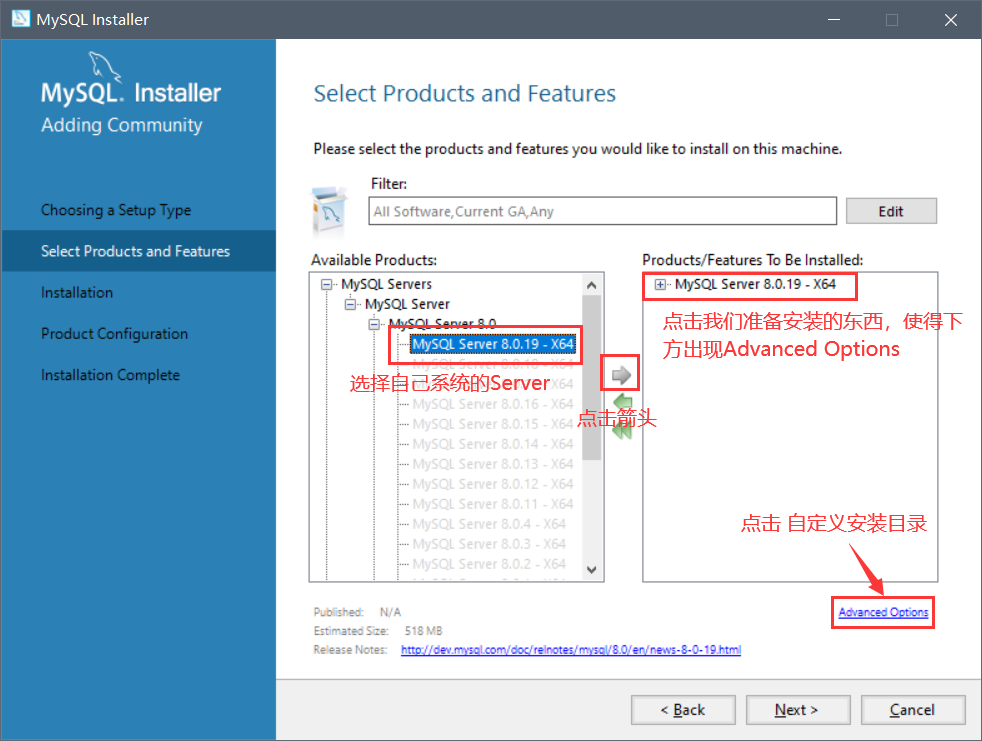 MySQL Installer
MySQL. Installer
Adding Community
Choosing a Setup Type
Select Products and Features
Installation
Product Configuration
Installation Complete
Select Products and Features
Please select the products and features you would like to install on this machine.
Filter:
All Software,Current GA,Any
Edit
Available Products:
MySQL Servers
MySQL Server
MySQL Server 8.0
MySQL Server 8.0.19 - X64
MySQL Server 8.0.18 - X64
选择自己系统的Server
X64
MySQL Server 8.0.16 - X64
MySQL Server 8.0.15 - X64
MySQL Server 8.0.14 - X64
MySQL Server 8.0.13 - X64
MySQL Server 8.0.12 - X64
MySQL Server 8.0.11 - X64
MySQL Server 8.0.4 - X64
MySQL Server 8.0.3 - X64
MySQL Server 8.0.2 - X64
点击箭头
Products/Features To Be Installed:
MySQL Server 8.0.19 - X64
点击我们准备安装的东西，使得下
方出现Advanced Options
点击 自定义安装目录
Advanced Options
Published: N/A
Estimated Size: 518 MB
Release Notes: http://dev.mysql.com/doc/relnotes/mysql/8.0/en/news-8-0-19.html
< Back
Next >
Cancel